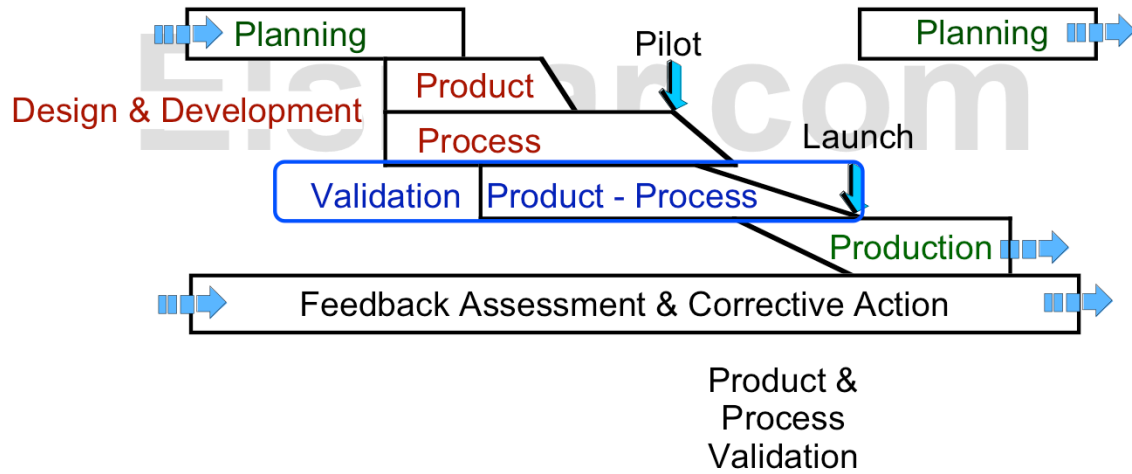 Planning
Planning
Pilot
Product
Design & Development
Process
Launch
Validation
Product - Process
Production
Feedback Assessment & Corrective Action
Product &
Process
Validation